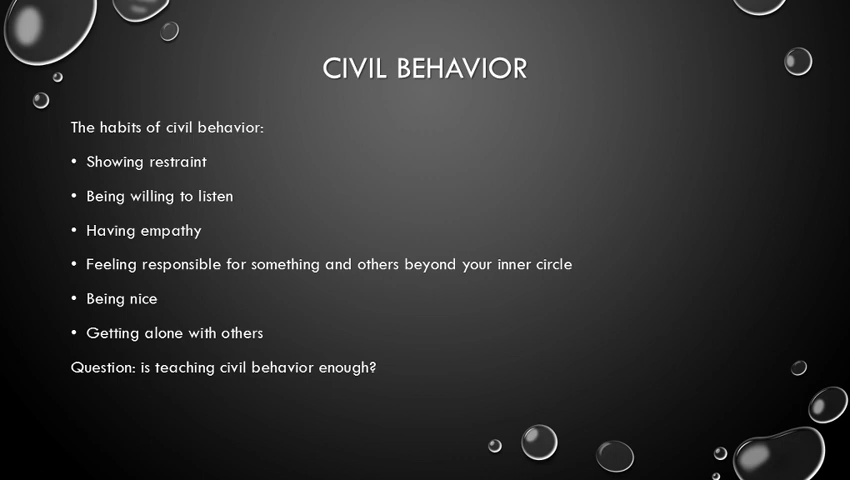 CIVIL BEHAVIOR
The habits of civil behavior:
• Showing restraint
• Being willing to listen
• Having empathy
• Feeling responsible for something and others beyond your inner circle
• Being nice
• Getting alone with others
Question: is teaching civil behavior enough?